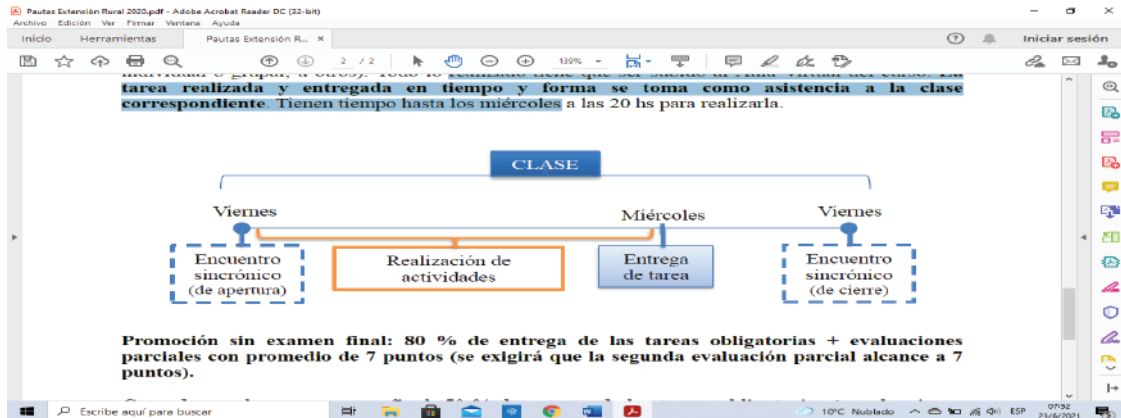 Pautas Extensión Rural 2020.pdf - Adobe Acrobat Reader DC (32-bit)
Archivo Edición Ver Firmar Ventana Ayuda
Inicio Herramientas Pautas Extensión R... × Iniciar sesión
2 / 2 139%
tarea realizada y entregada en tiempo y forma se toma como asistencia a la clase
correspondiente. Tienen tiempo hasta los miércoles a las 20 hs para realizarla.
CLASE
Viernes Miércoles Viernes
Encuentro sincrónico (de apertura)
Realización de actividades
Entrega de tarea
Encuentro sincrónico (de cierre)
Promoción sin examen final: 80 % de entrega de las tareas obligatorias + evaluaciones
parciales con promedio de 7 puntos (se exigirá que la segunda evaluación parcial alcance a 7
puntos).
Escribe aquí para buscar
10°C Nublado ESP 07:52
23/6/2021